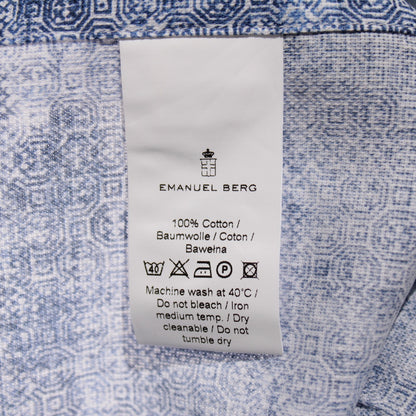 EMANUEL BERG
100% Cotton /
Baumwolle / Coton /
Bawełna
40 P
Machine wash at 40°C /
Do not bleach / Iron
medium temp. / Dry
cleanable / Do not
tumble dry